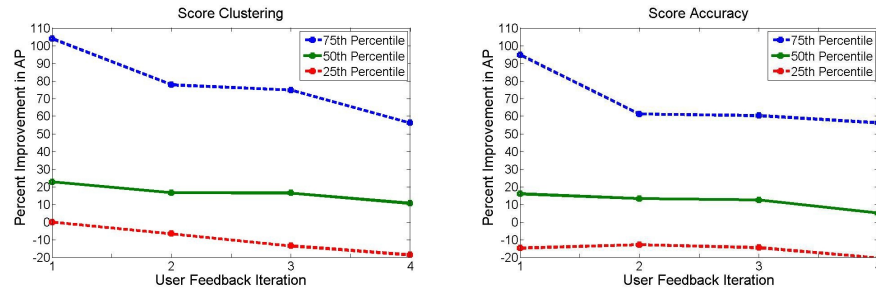 Score Clustering
110
100
90
80
70
60
50
40
30
20
10
0
-10
-20
Percent Improvement in AP
75th Percentile
50th Percentile
25th Percentile
1 2 3 4
User Feedback Iteration
Score Accuracy
110
100
90
80
70
60
50
40
30
20
10
0
-10
-20
Percent Improvement in AP
75th Percentile
50th Percentile
25th Percentile
1 2 3
User Feedback Iteration